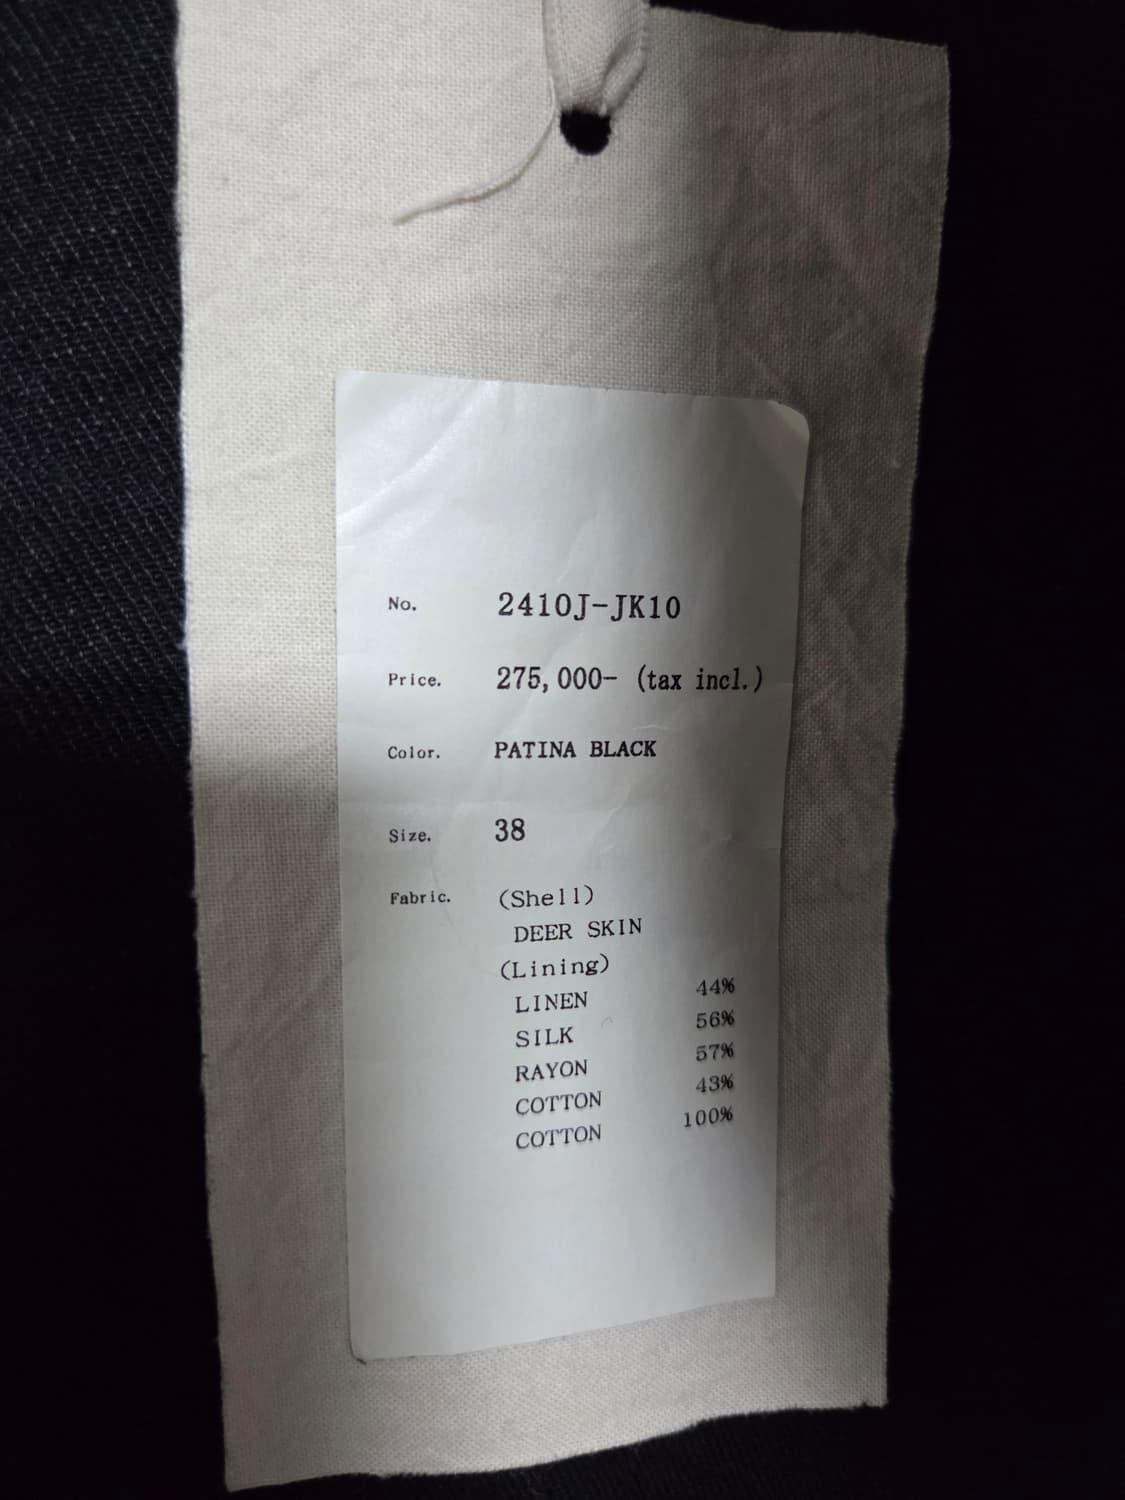 No. 2410J-JK10
Price. 275,000- (tax incl.)
Color. PATINA BLACK
Size. 38
Fabric. (Shell)
DEER SKIN
(Lining)
LINEN 44%
SILK 56%
RAYON 57%
COTTON 43%
COTTON 100%